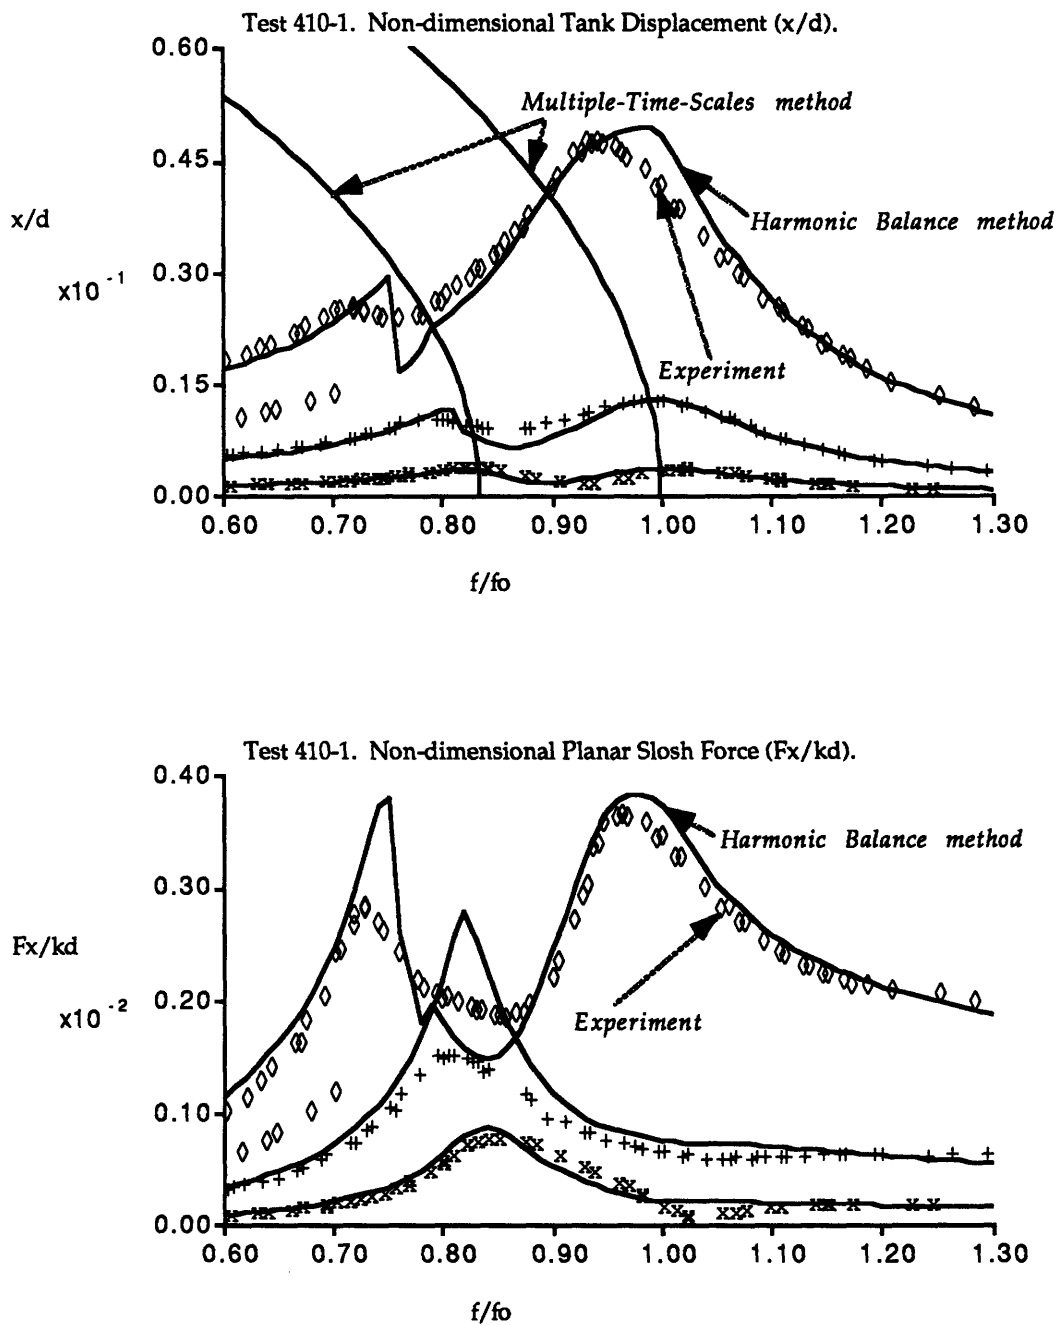 Test 410-1. Non-dimensional Tank Displacement (x/d).
0.60
Multiple-Time-Scales method
0.45
x/d
Harmonic Balance method
0.30
x10 -1
Experiment
0.15
0.00
0.60 0.70 0.80 0.90 1.00 1.10 1.20 1.30
f/fo
Test 410-1. Non-dimensional Planar Slosh Force (Fx/kd).
0.40
Harmonic Balance method
0.30
Fx/kd
0.20
x10 -2
Experiment
0.10
0.00
0.60 0.70 0.80 0.90 1.00 1.10 1.20 1.30
f/fo